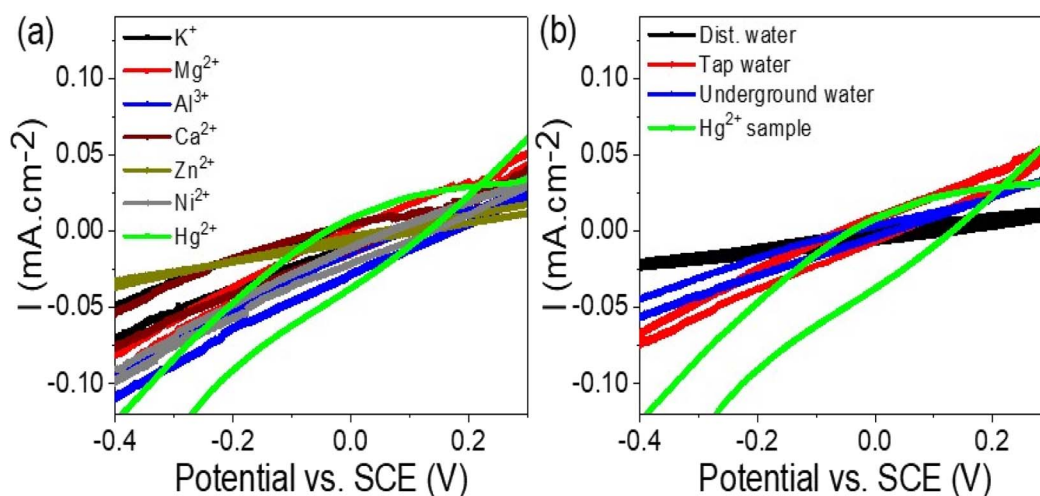 (a)
K⁺
Mg²⁺
Al³⁺
Ca²⁺
Zn²⁺
Ni²⁺
Hg²⁺
0.10
0.05
0.00
-0.05
-0.10
I (mA.cm-2)
-0.4 -0.2 0.0 0.2
Potential vs. SCE (V)
(b)
Dist. water
Tap water
Underground water
Hg²⁺ sample
0.10
0.05
0.00
-0.05
-0.10
I (mA.cm-2)
-0.4 -0.2 0.0 0.2
Potential vs. SCE (V)